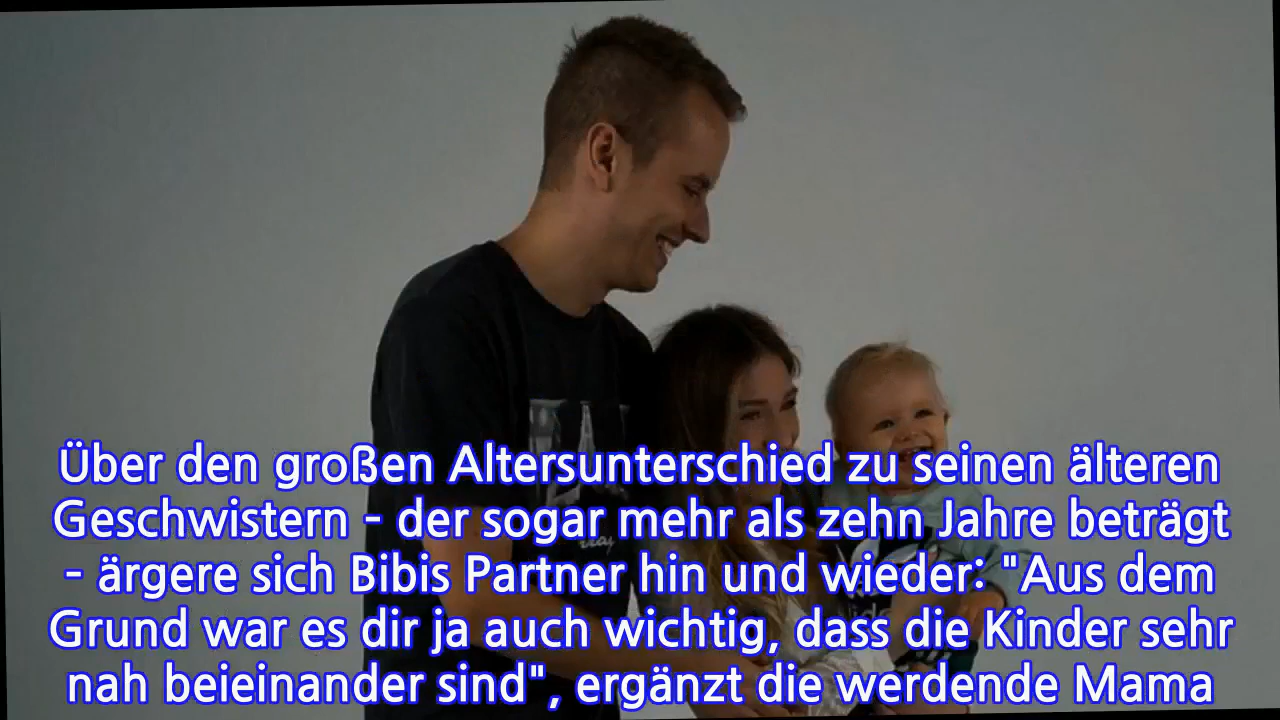 Über den großen Altersunterschied zu seinen älteren
Geschwistern - der sogar mehr als zehn Jahre beträgt
- ärgere sich Bibis Partner hin und wieder: "Aus dem
Grund war es dir ja auch wichtig, dass die Kinder sehr
nah beieinander sind", ergänzt die werdende Mama